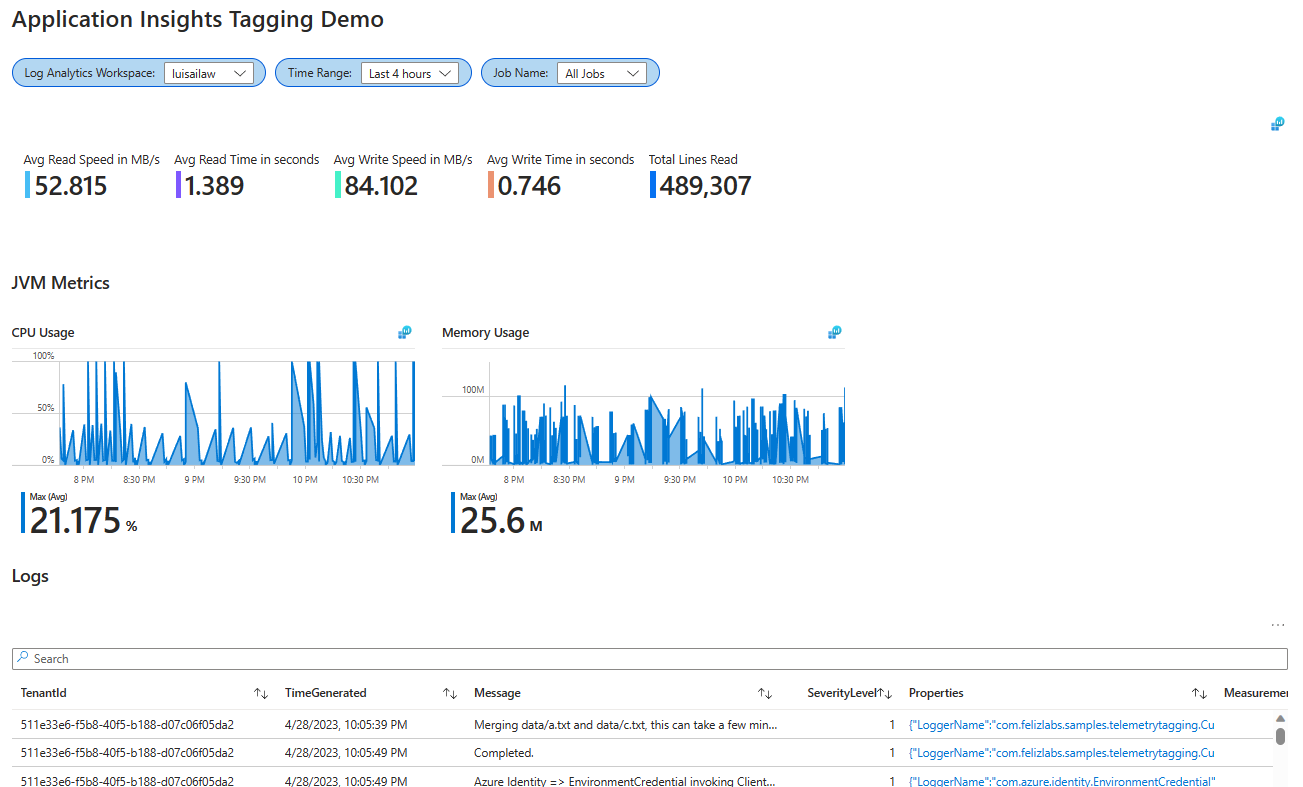 Application Insights Tagging Demo
Log Analytics Workspace: luisailaw Time Range: Last 4 hours Job Name: All Jobs
Avg Read Speed in MB/s Avg Read Time in seconds Avg Write Speed in MB/s Avg Write Time in seconds Total Lines Read
52.815 1.389 84.102 0.746 489,307
JVM Metrics
CPU Usage Memory Usage
100%
50%
0%
8 PM 8:30 PM 9 PM 9:30 PM 10 PM 10:30 PM
100M
0M
8 PM 8:30 PM 9 PM 9:30 PM 10 PM 10:30 PM
Max (Avg) Max (Avg)
21.175 % 25.6 M
Logs
...
Search
TenantId TimeGenerated Message SeverityLevel Properties Measuremen
511e33e6-f5b8-40f5-b188-d07c06f05da2 4/28/2023, 10:05:39 PM Merging data/a.txt and data/c.txt, this can take a few min... 1 {"LoggerName":"com.felizlabs.samples.telemetrytagging.Cu
511e33e6-f5b8-40f5-b188-d07c06f05da2 4/28/2023, 10:05:49 PM Completed. 1 {"LoggerName":"com.felizlabs.samples.telemetrytagging.Cu
511e33e6-f5b8-40f5-b188-d07c06f05da2 4/28/2023, 10:05:49 PM Azure Identity => EnvironmentCredential invoking Client... 1 {"LoggerName":"com.azure.identity.EnvironmentCredential"